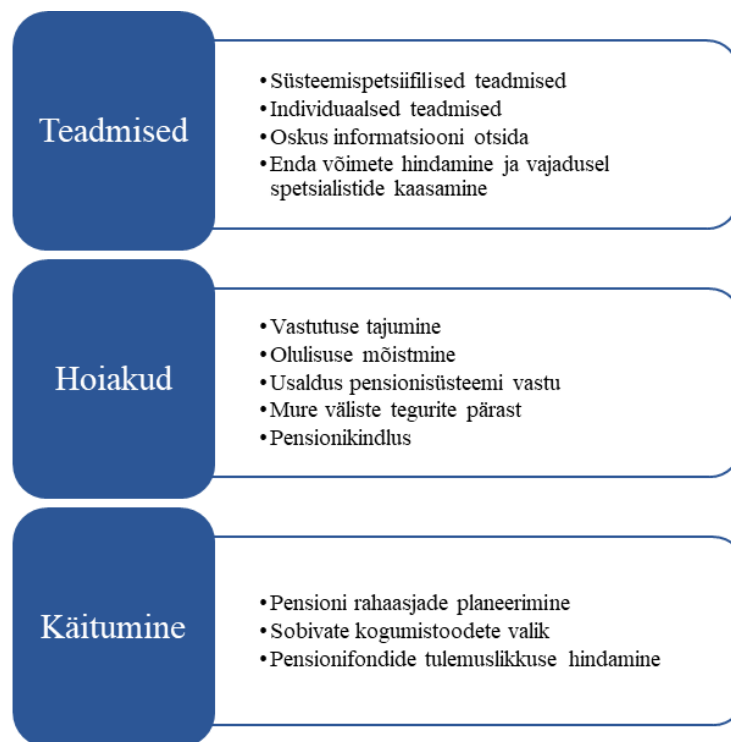 Teadmised
•Süsteemispetsiifilised teadmised
•Individuaalsed teadmised
•Oskus informatsiooni otsida
•Enda võimete hindamine ja vajadusel
spetsialistide kaasamine
Hoiakud
•Vastutuse tajumine
•Olulisuse mõistmine
•Usaldus pensionisüsteemi vastu
•Mure väliste tegurite pärast
•Pensionikindlus
Käitumine
•Pensioni rahaasjade planeerimine
•Sobivate kogumistoodete valik
•Pensionifondide tulemuslikkuse hindamine